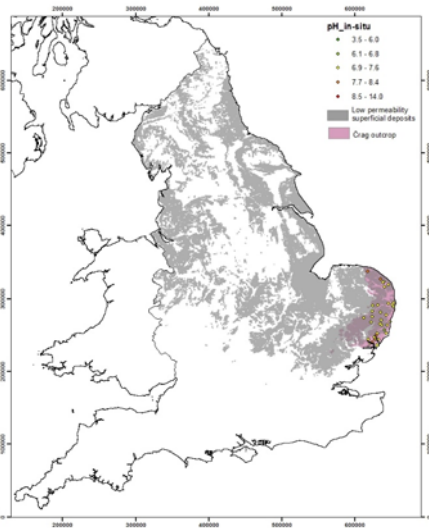 200000 300000 400000 500000 600000
pH_in-situ
3.5 - 6.0
6.1 - 6.8
6.9 - 7.6
7.7 - 8.4
8.5 - 14.0
Low permeability
superficial deposits
Crag outcrop
200000 300000 400000 500000 600000